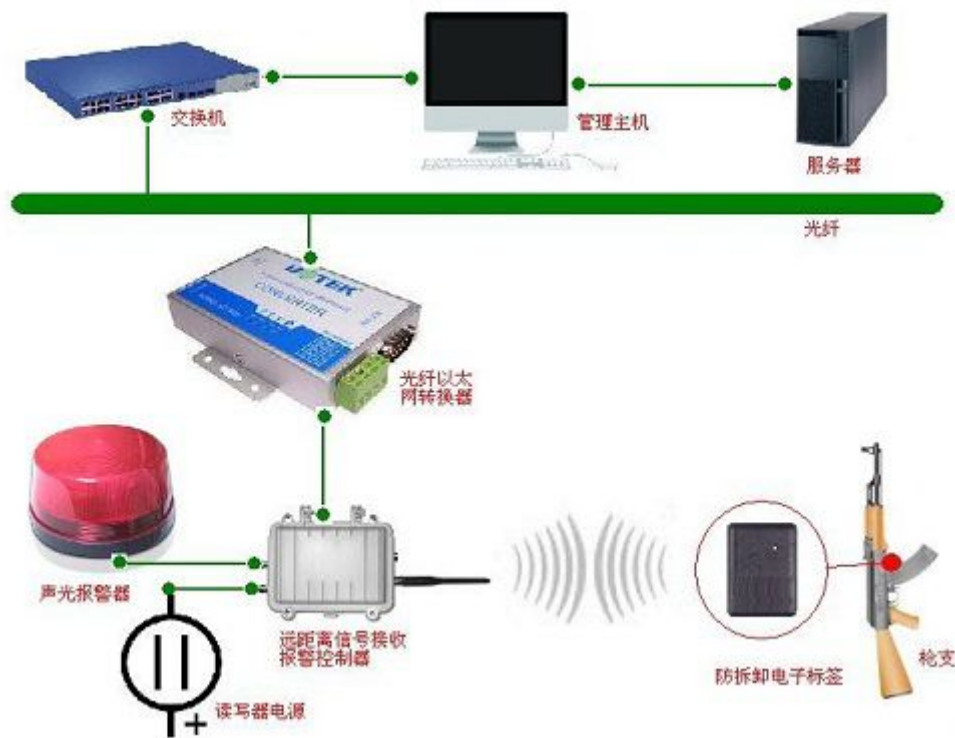 交换机
管理主机
服务器
光纤
UOTEK
CONVERTER
光纤以太
网转换器
声光报警器
远距离信号接收
报警控制器
读写器电源
+
防拆卸电子标签
枪支